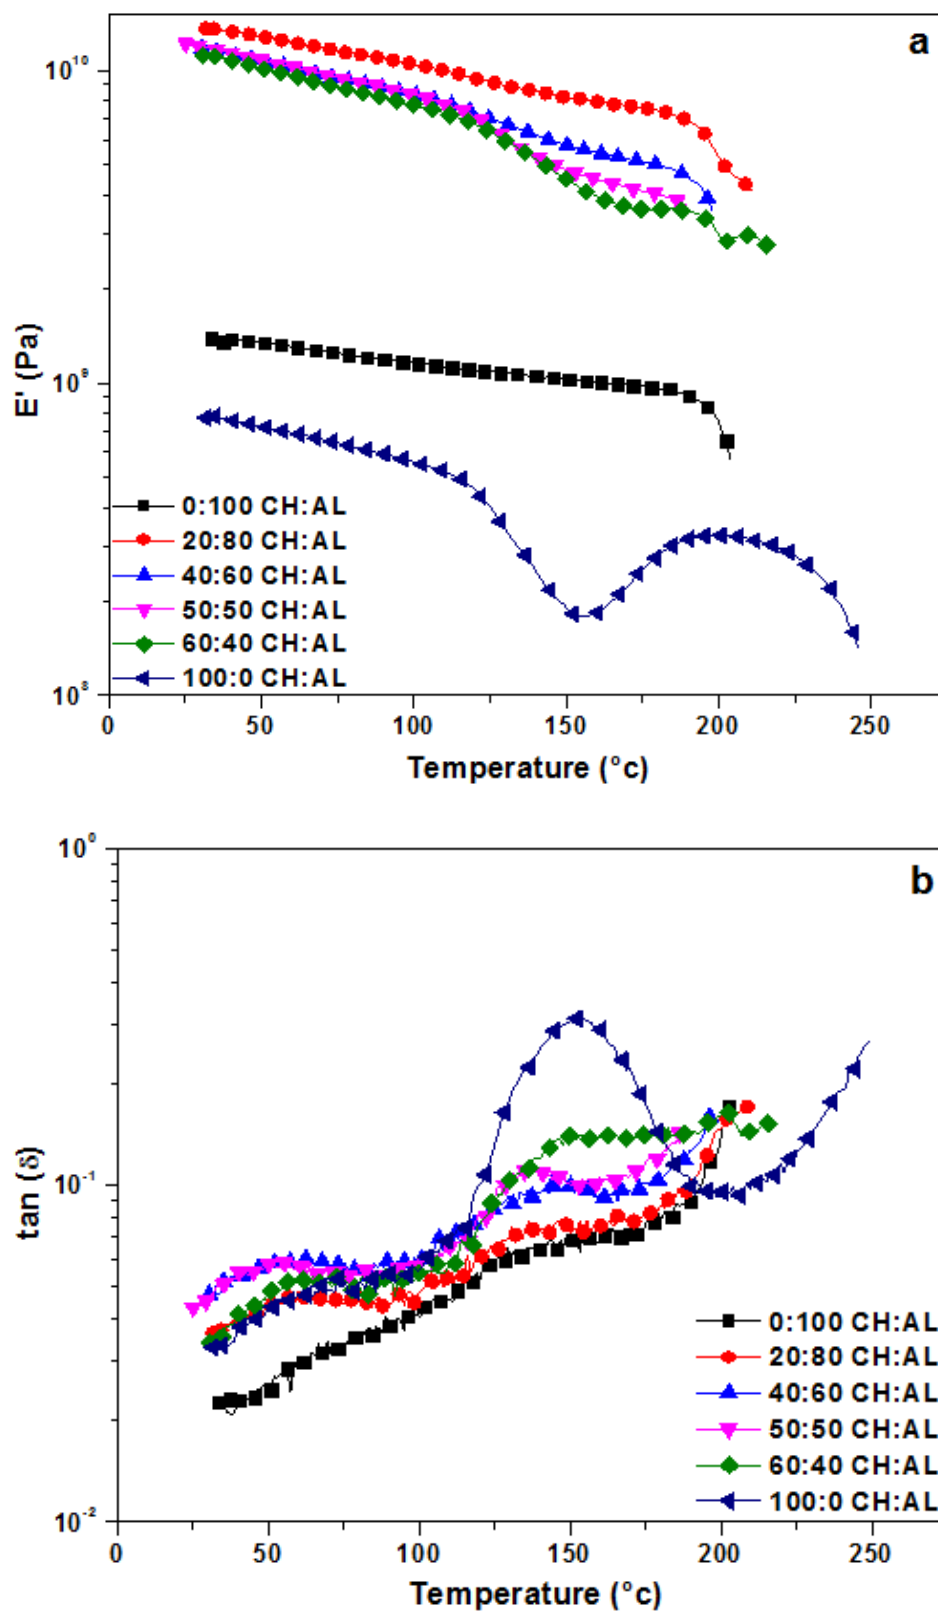 a
10¹⁰
10⁹
10⁸
E' (Pa)
0:100 CH:AL
20:80 CH:AL
40:60 CH:AL
50:50 CH:AL
60:40 CH:AL
100:0 CH:AL
0 50 100 150 200 250
Temperature (°c)
b
10⁰
10⁻¹
10⁻²
tan (δ)
0:100 CH:AL
20:80 CH:AL
40:60 CH:AL
50:50 CH:AL
60:40 CH:AL
100:0 CH:AL
0 50 100 150 200 250
Temperature (°c)